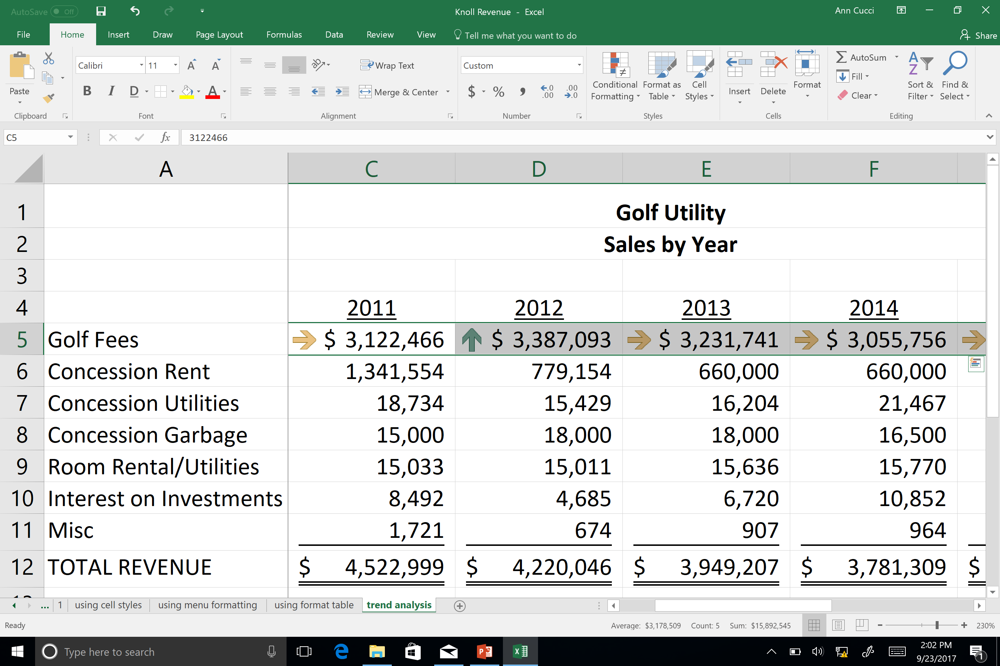 AutoSave Off Knoll Revenue - Excel Ann Cucci
File Home Insert Draw Page Layout Formulas Data Review View Tell me what you want to do Share
Paste
Clipboard
Calibri 11 A A
B I D A
Font
Wrap Text
Merge & Center
Alignment
Custom
$ % , .0 .00 .00 .0
Number
Conditional Formatting
Format as Table
Cell Styles
Styles
Insert Delete Format
Cells
AutoSum
Fill
Clear
Sort & Filter
Find & Select
Editing
C5 fx 3122466
A C D E F
1 Golf Utility
2 Sales by Year
3
4 2011 2012 2013 2014
5 Golf Fees $ 3,122,466 $ 3,387,093 $ 3,231,741 $ 3,055,756
6 Concession Rent 1,341,554 779,154 660,000 660,000
7 Concession Utilities 18,734 15,429 16,204 21,467
8 Concession Garbage 15,000 18,000 18,000 16,500
9 Room Rental/Utilities 15,033 15,011 15,636 15,770
10 Interest on Investments 8,492 4,685 6,720 10,852
11 Misc 1,721 674 907 964
12 TOTAL REVENUE $ 4,522,999 $ 4,220,046 $ 3,949,207 $ 3,781,309 $
... 1 using cell styles using menu formatting using format table trend analysis
Ready Average: $3,178,509 Count: 5 Sum: $15,892,545 230%
Type here to search 2:02 PM
9/23/2017 1